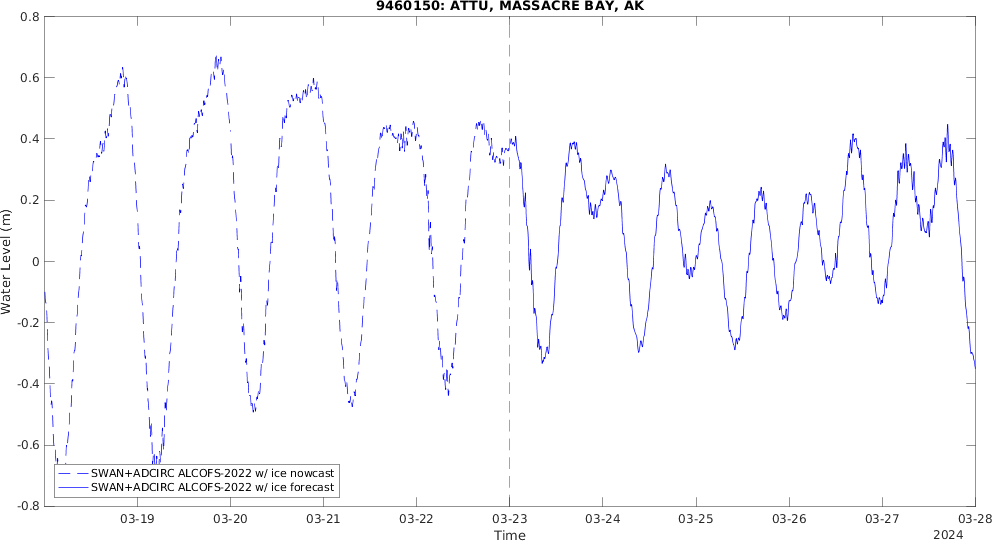 9460150: ATTU, MASSACRE BAY, AK
Water Level (m)
0.8
0.6
0.4
0.2
0
-0.2
-0.4
-0.6
-0.8
SWAN+ADCIRC ALCOFS-2022 w/ ice nowcast
SWAN+ADCIRC ALCOFS-2022 w/ ice forecast
03-19 03-20 03-21 03-22 03-23 03-24 03-25 03-26 03-27 03-28
Time
2024